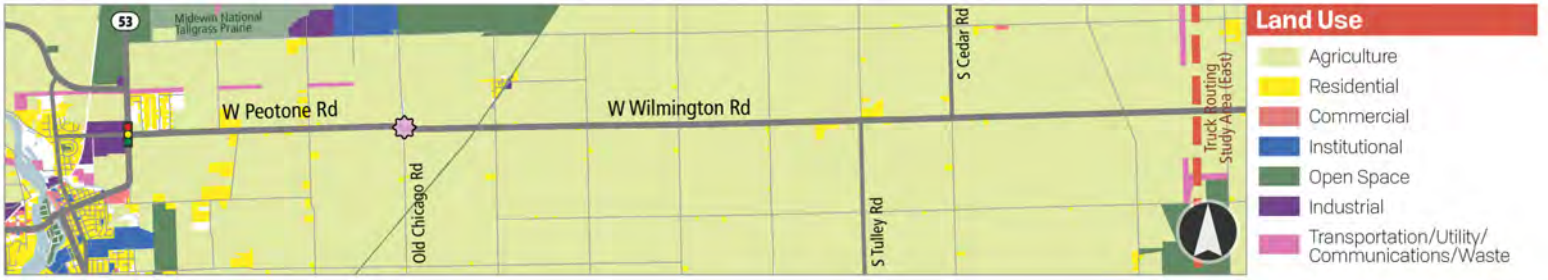 53
Midewin National
Tallgrass Prairie
W Peotone Rd
W Wilmington Rd
Old Chicago Rd
S Tulley Rd
S Cedar Rd
Truck Routing
Study Area (East)
Land Use
Agriculture
Residential
Commercial
Institutional
Open Space
Industrial
Transportation/Utility/
Communications/Waste